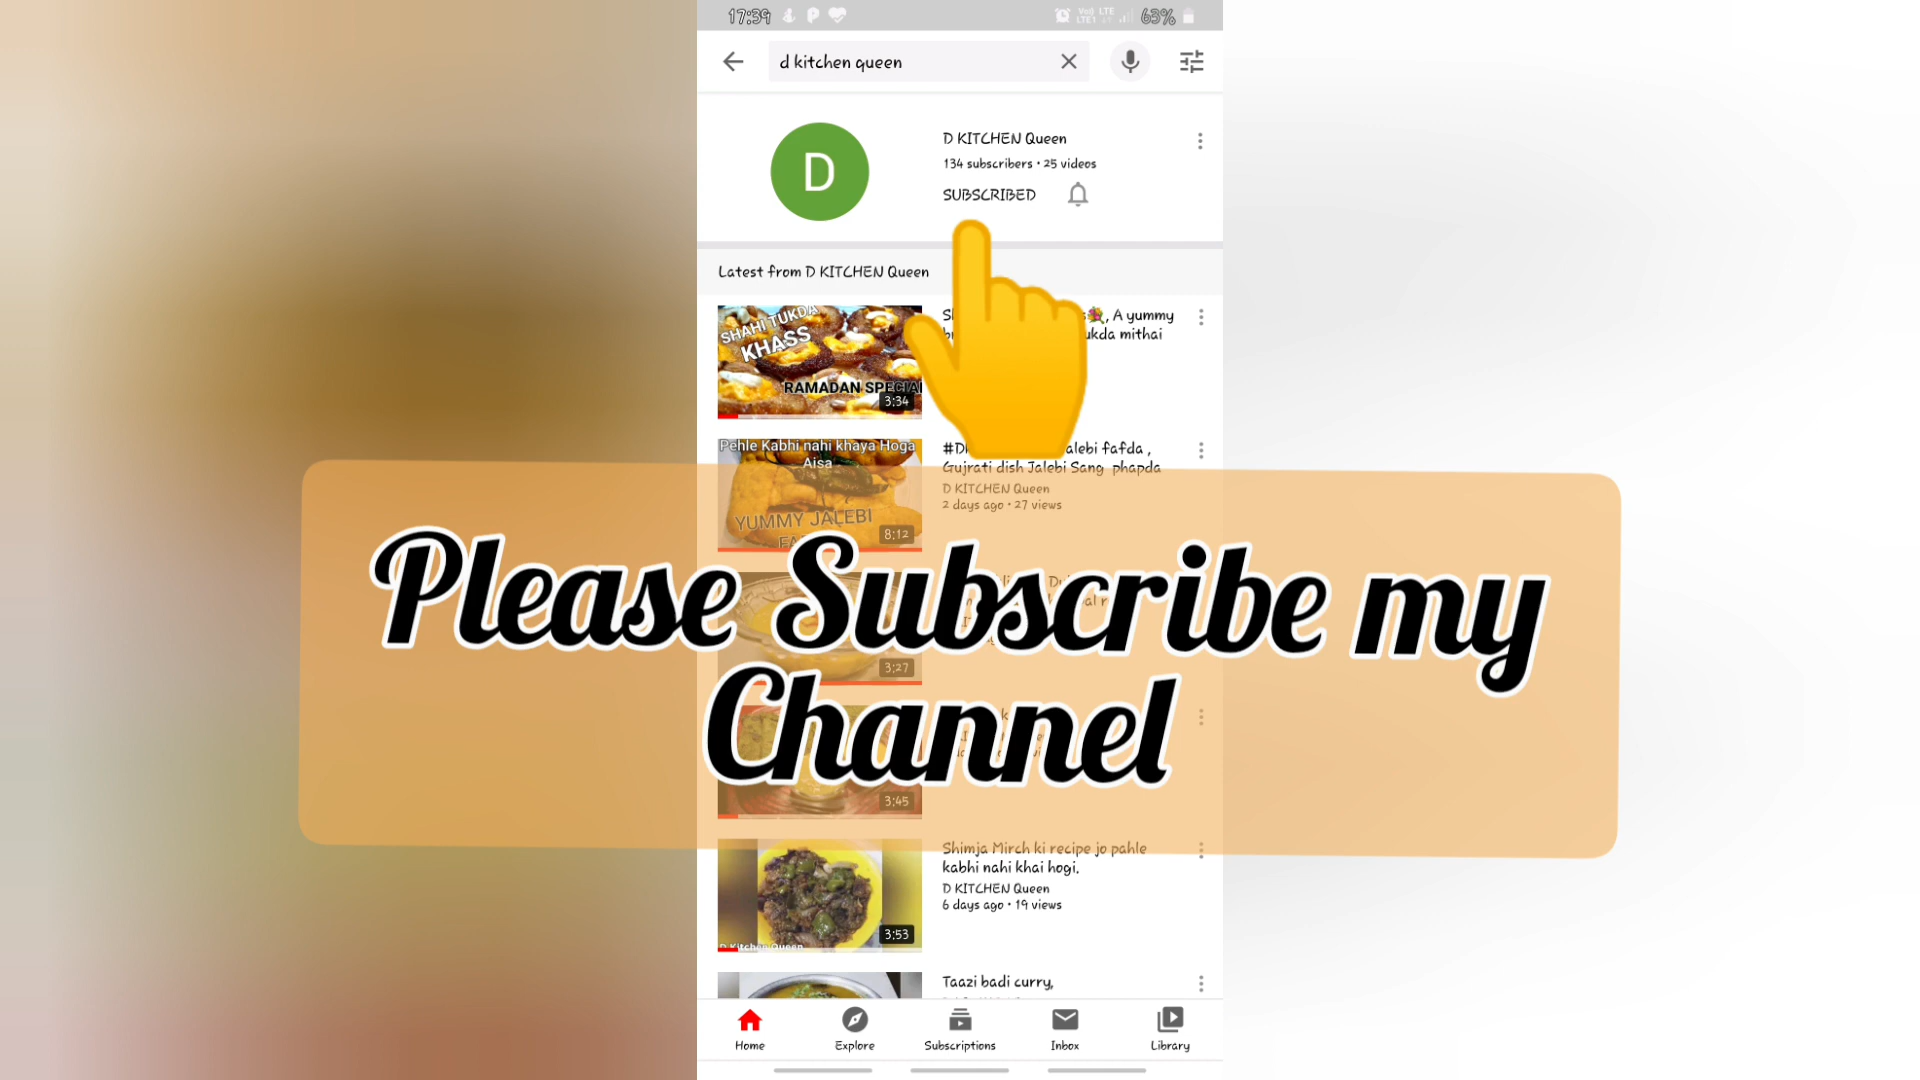 17:39
63%
d kitchen queen
D KITCHEN Queen
134 subscribers • 25 videos
SUBSCRIBED
D
Latest from D KITCHEN Queen
SHAHI TUKDA
KHASS
RAMADAN SPECIAL
3:34
, A yummy
mithai
Pehle Kabhi nahi khaya Hoga
Aisa
YUMMY JALEBI
8:12
alebi fafda ,
Gujrati dish Jalebi Sang phapda
D KITCHEN Queen
2 days ago • 27 views
Please Subscribe my
Channel
3:27
3:45
Shimja Mirch ki recipe jo pahle
kabhi nahi khai hogi.
D KITCHEN Queen
6 days ago • 19 views
D Kitchen Queen
3:53
Taazi badi curry,
Home
Explore
Subscriptions
Inbox
Library